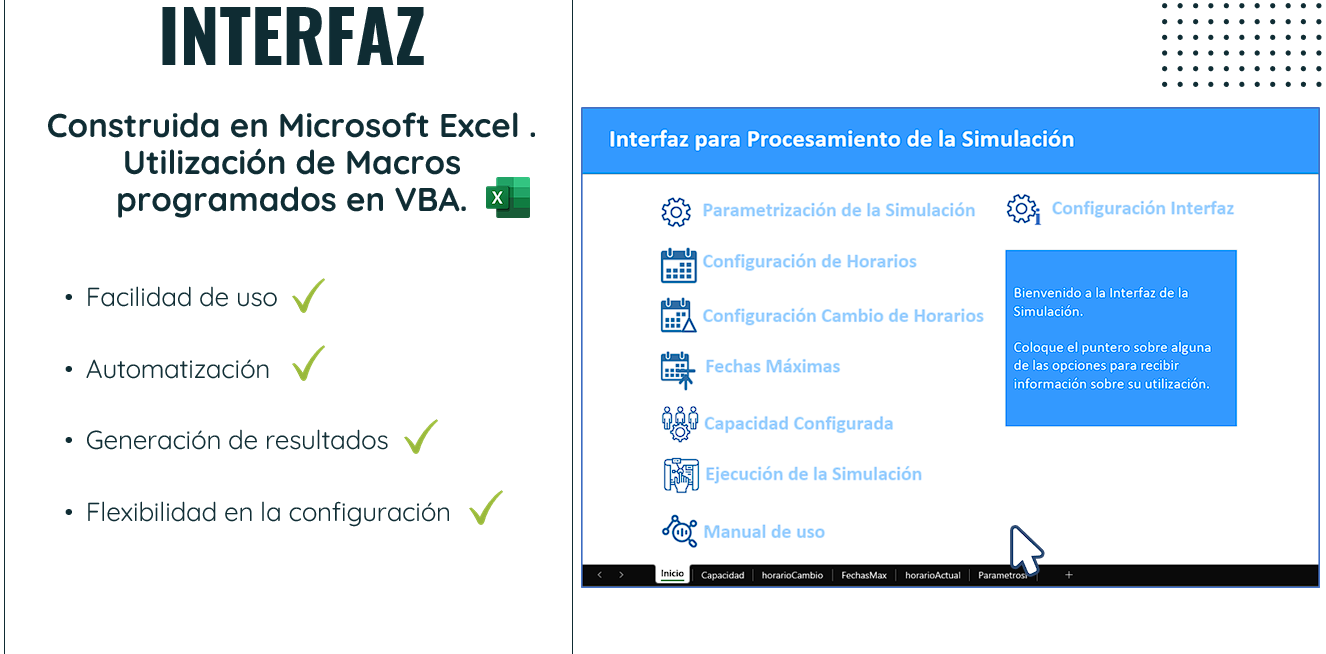 INTERFAZ
Construida en Microsoft Excel .
Utilización de Macros
programados en VBA.
X
• Facilidad de uso
• Automatización
• Generación de resultados
• Flexibilidad en la configuración
Interfaz para Procesamiento de la Simulación
Parametrización de la Simulación
Configuración de Horarios
Configuración Cambio de Horarios
Fechas Máximas
Capacidad Configurada
Ejecución de la Simulación
Manual de uso
i
Configuración Interfaz
Bienvenido a la Interfaz de la
Simulación.
Coloque el puntero sobre alguna
de las opciones para recibir
información sobre su utilización.
Inicio Capacidad horarioCambio FechasMax horarioActual ParametrosI